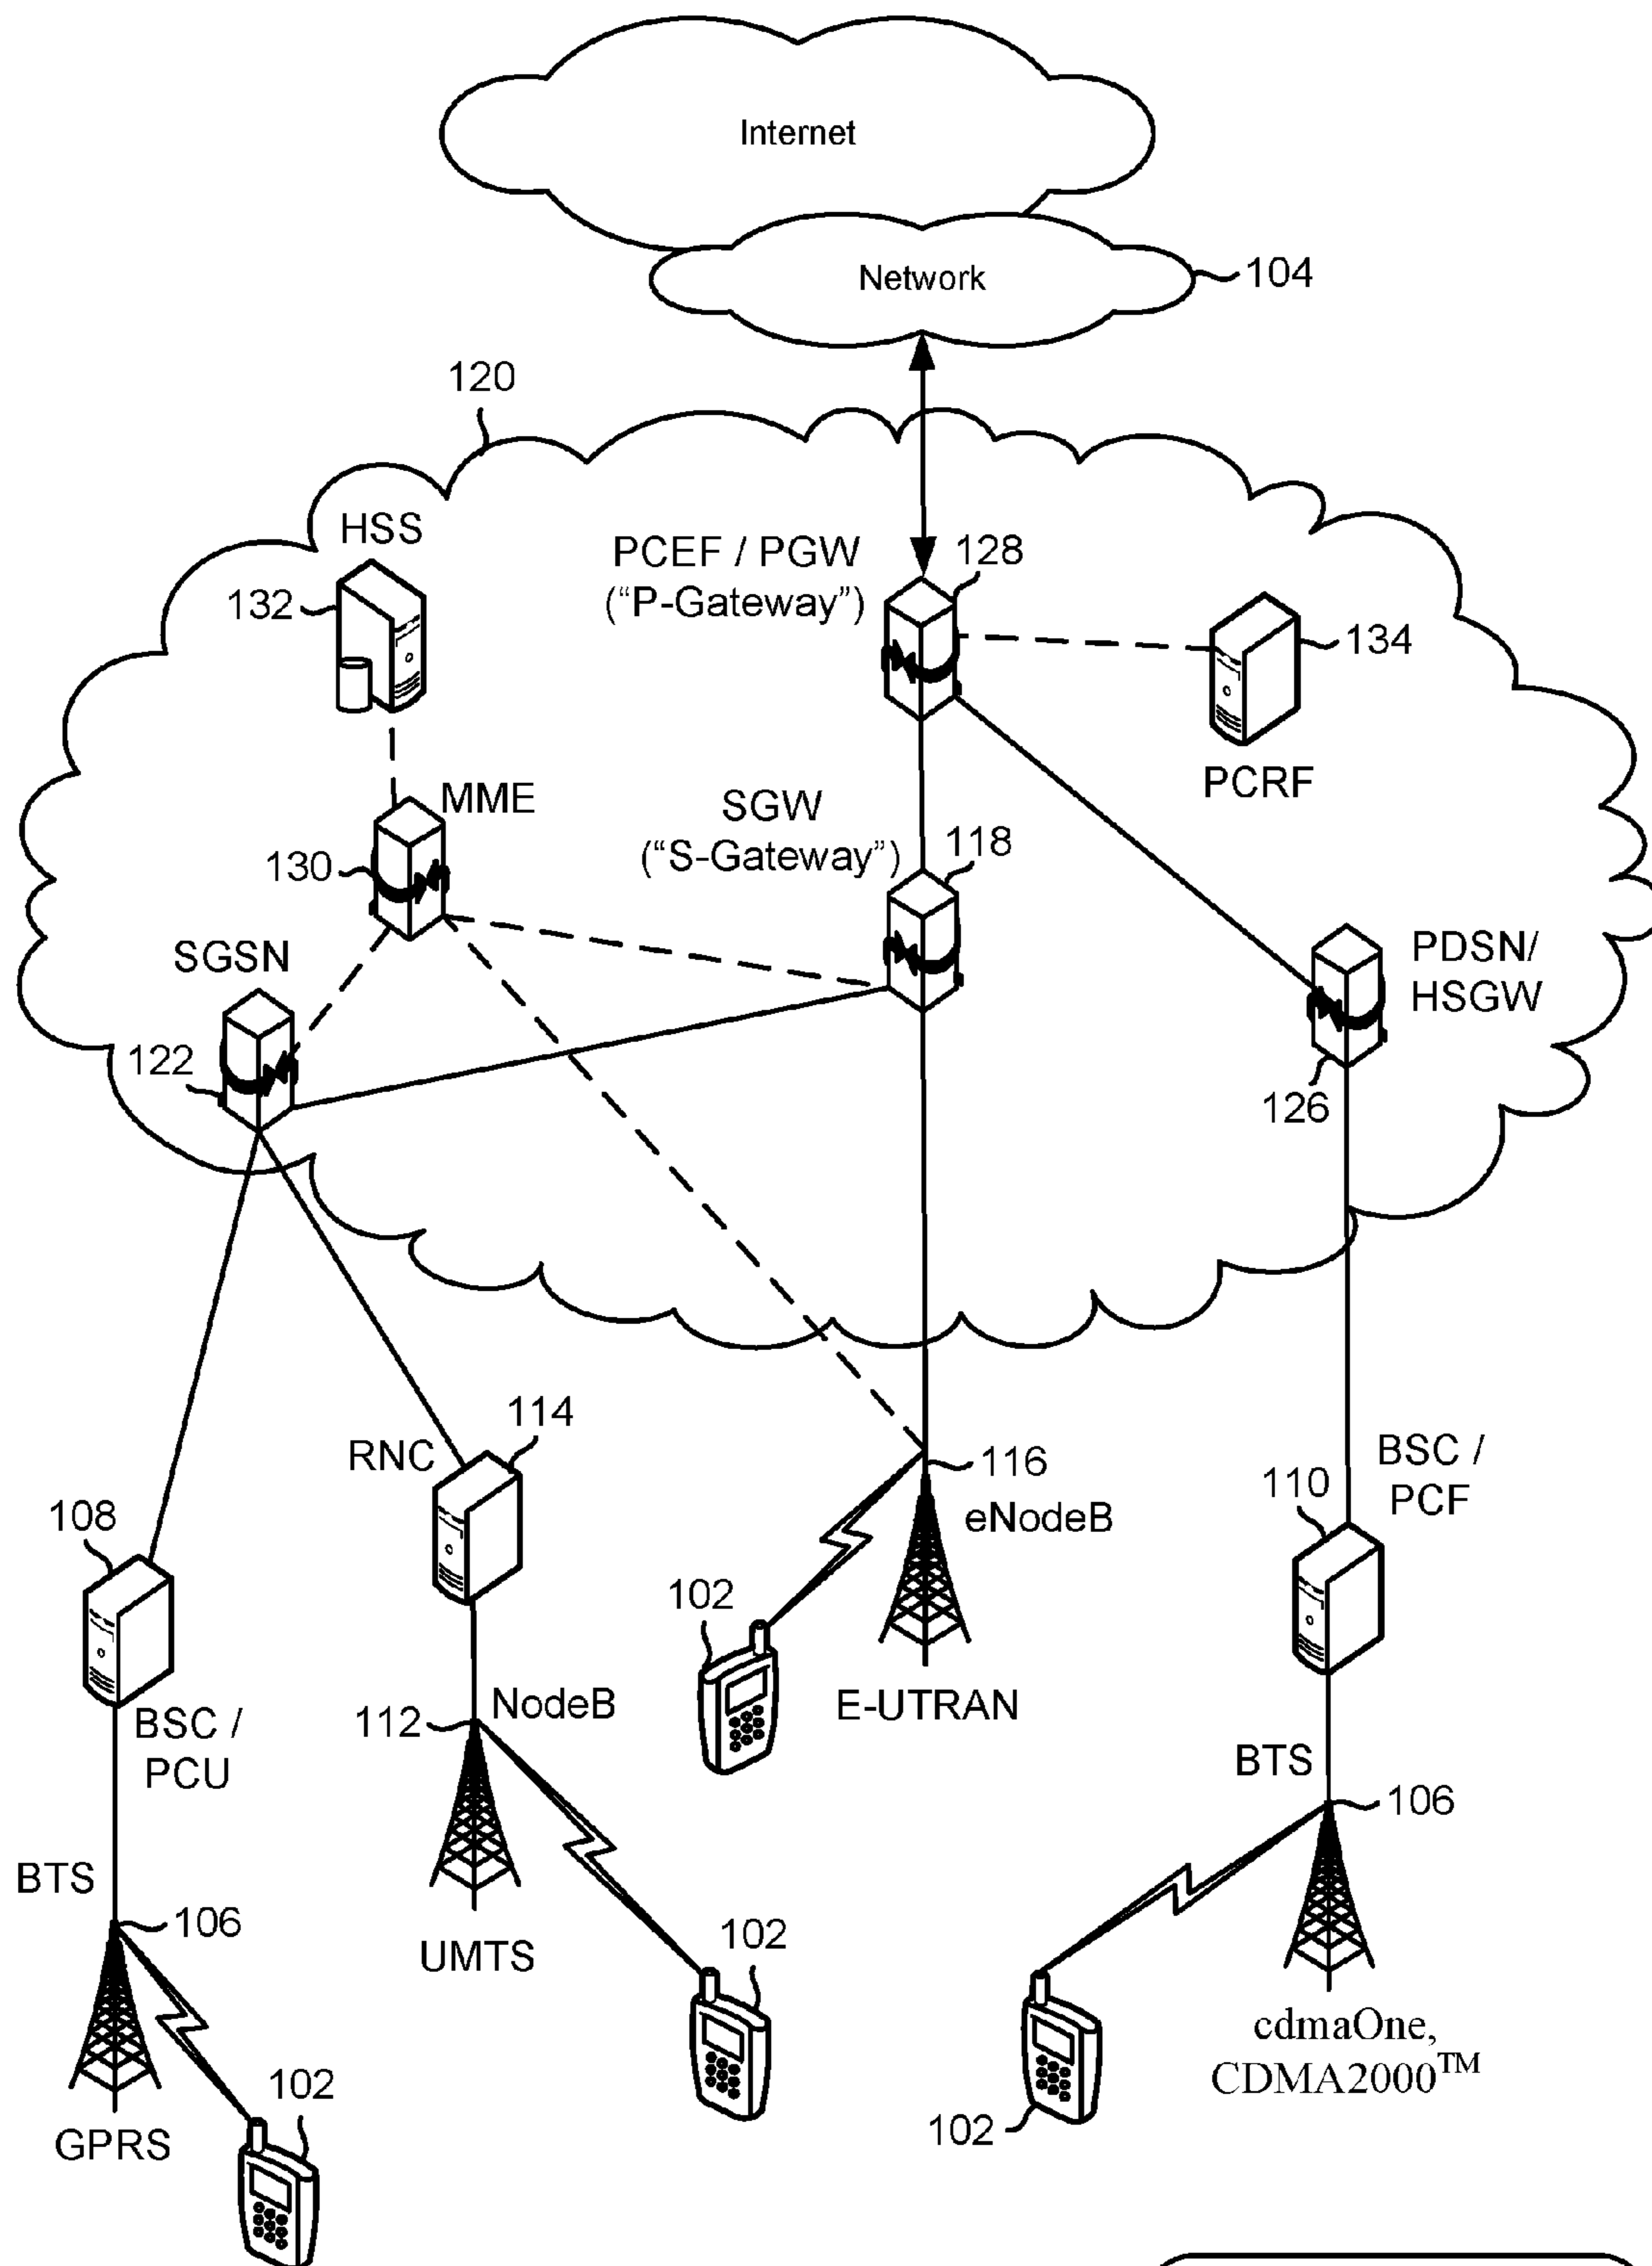 Internet
Network
104
120
HSS
132
PCEF / PGW
(“P-Gateway”)
128
134
PCRF
MME
130
SGW
(“S-Gateway”)
118
SGSN
122
PDSN/
HSGW
126
RNC
114
108
BSC /
PCU
116
eNodeB
110
BSC /
PCF
102
E-UTRAN
NodeB
112
BTS
106
BTS
106
UMTS
102
cdmaOne,
CDMA2000™
102
GPRS
102